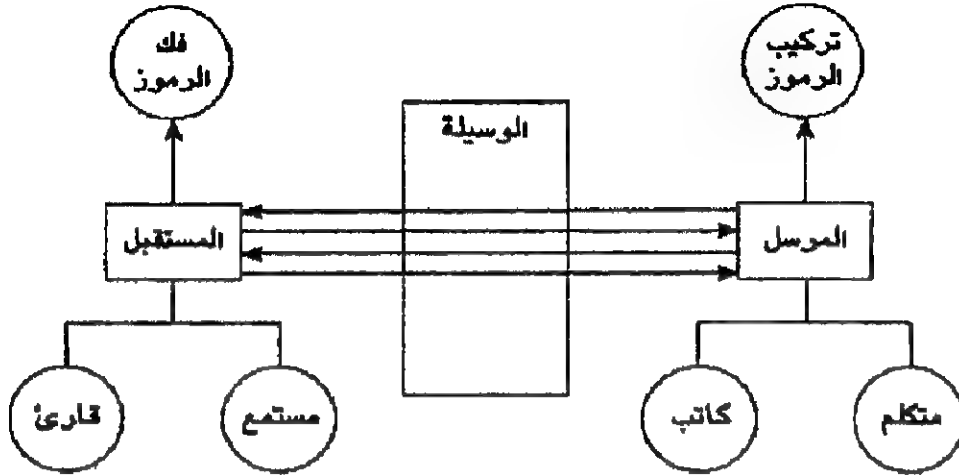 تركيب
الرموز
فك
الرموز
الوسيلة
المرسل
المستقبل
متكلم
كاتب
مستمع
قارئ